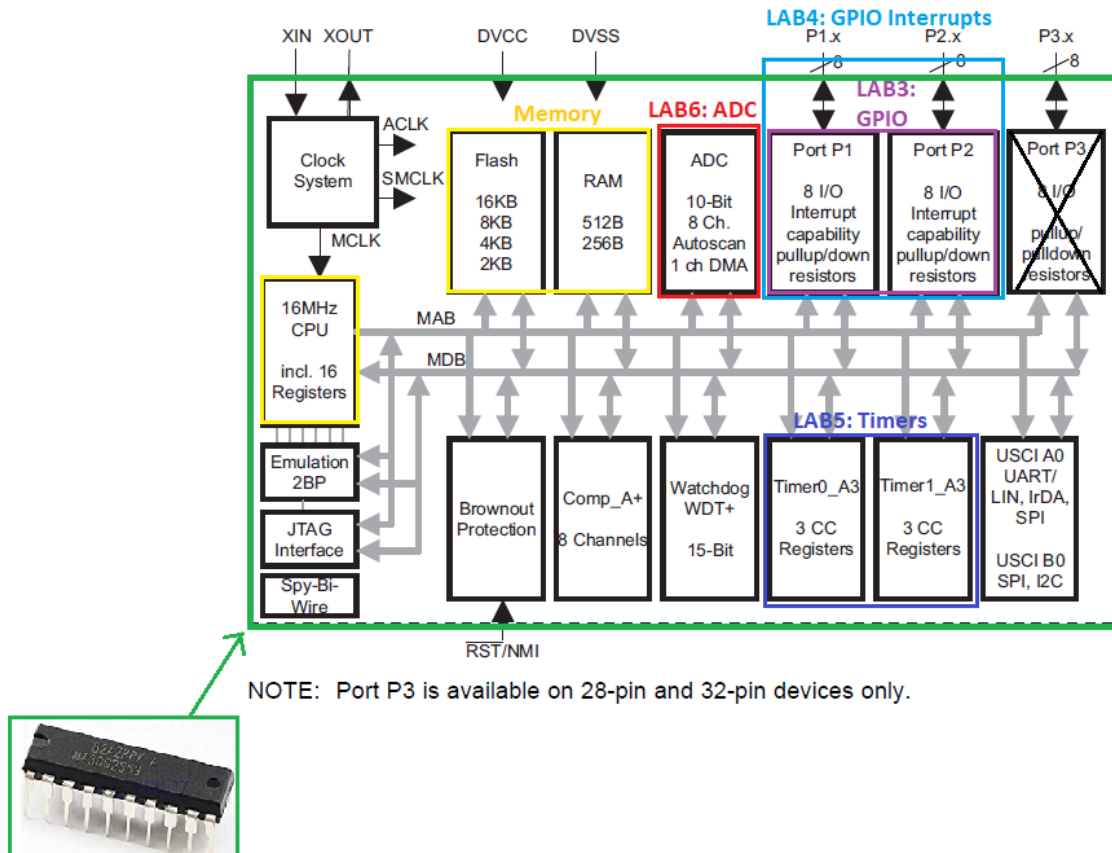 LAB4: GPIO Interrupts
XIN XOUT DVCC DVSS P1.x P2.x P3.x
8 8 8
LAB3:
GPIO
Memory
LAB6: ADC
ACLK
SMCLK
MCLK
Clock
System
Flash
16KB
8KB
4KB
2KB
RAM
512B
256B
ADC
10-Bit
8 Ch.
Autoscan
1 ch DMA
Port P1
8 I/O
Interrupt
capability
pullup/down
resistors
Port P2
8 I/O
Interrupt
capability
pullup/down
resistors
Port P3
8 I/O
pullup/
pulldown
resistors
16MHz
CPU
incl. 16
Registers
MAB
MDB
LAB5: Timers
Emulation
2BP
JTAG
Interface
Spy-Bi-
Wire
Brownout
Protection
Comp_A+
8 Channels
Watchdog
WDT+
15-Bit
Timer0_A3
3 CC
Registers
Timer1_A3
3 CC
Registers
USCI A0
UART/
LIN, IrDA,
SPI
USCI B0
SPI, I2C
RST/NMI
NOTE: Port P3 is available on 28-pin and 32-pin devices only.